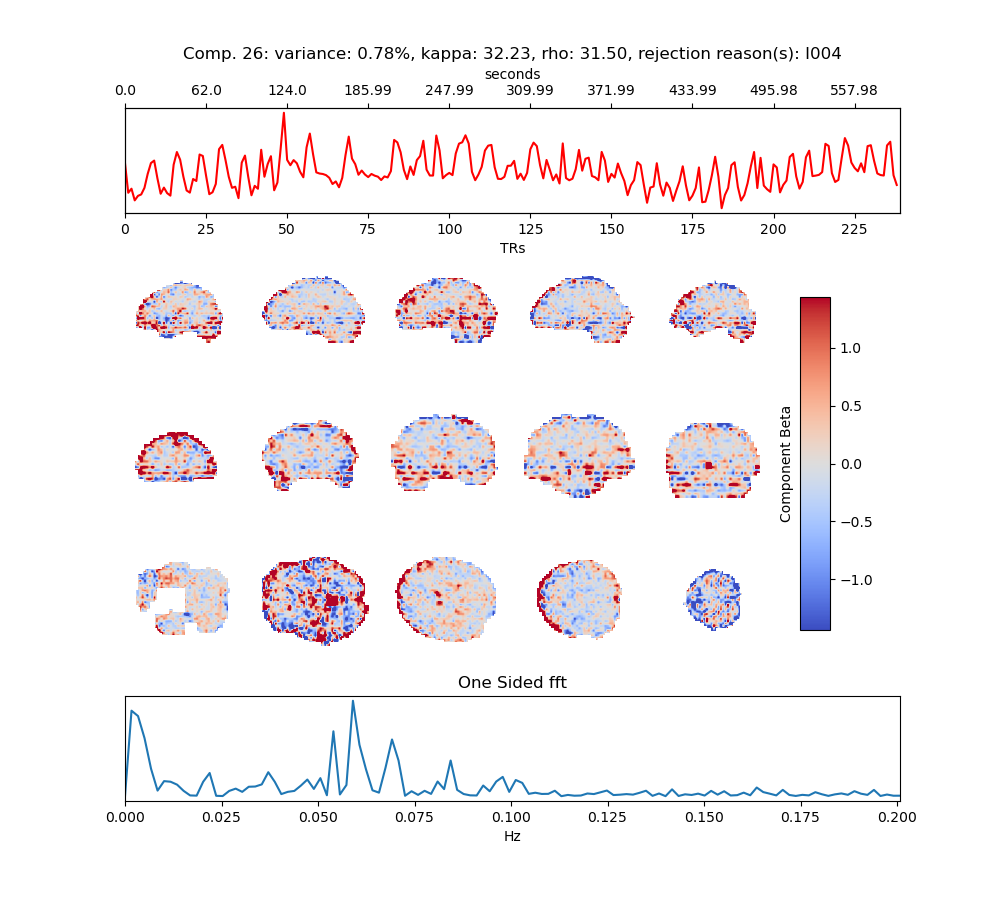 Comp. 26: variance: 0.78%, kappa: 32.23, rho: 31.50, rejection reason(s): I004
seconds
0.0 62.0 124.0 185.99 247.99 309.99 371.99 433.99 495.98 557.98
0 25 50 75 100 125 150 175 200 225
TRs
1.0
0.5
0.0
−0.5
−1.0
Component Beta
One Sided fft
0.000 0.025 0.050 0.075 0.100 0.125 0.150 0.175 0.200
Hz